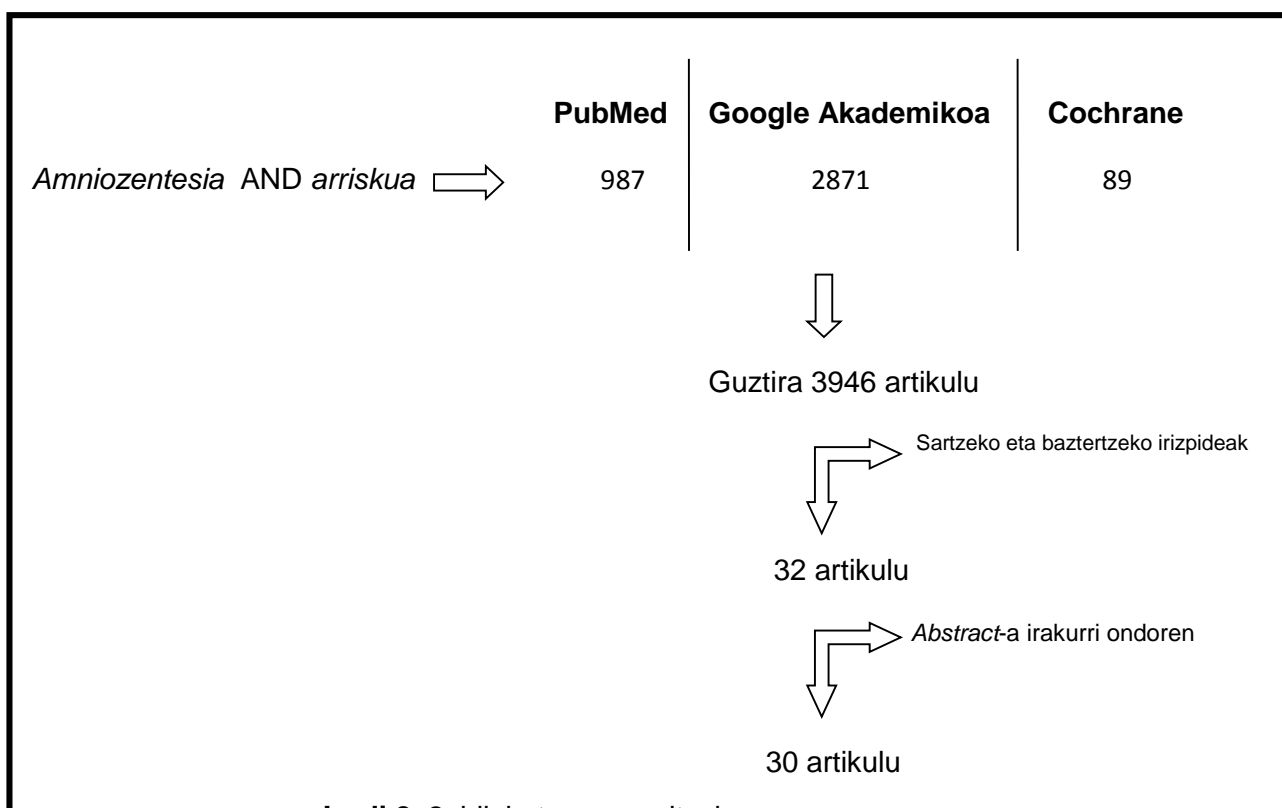 PubMed Google Akademikoa Cochrane
Amniozentesia AND arriskua 987 2871 89
Guztira 3946 artikulu
Sartzeko eta baztertzeko irizpideak
32 artikulu
Abstract-a irakurri ondoren
30 artikulu